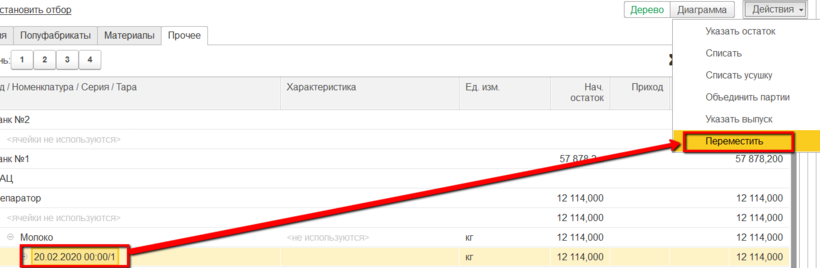 становить отбор
Дерево Диаграмма Действия
Полуфабрикаты Материалы Прочее
нь: 1 2 3 4
д / Номенклатура / Серия / Тара Характеристика Ед. изм. Нач. остаток Приход
Указать остаток
Списать
Списать усушку
Объединить партии
Указать выпуск
Переместить
анк №2
<ячейки не используются>
анк №1 57 878,2 57 878,200
АЦ
епаратор 12 114,000 12 114,000
<ячейки не используются> 12 114,000 12 114,000
Молоко <не используются> кг 12 114,000 12 114,000
20.02.2020 00:00/1 кг 12 114,000 12 114,000